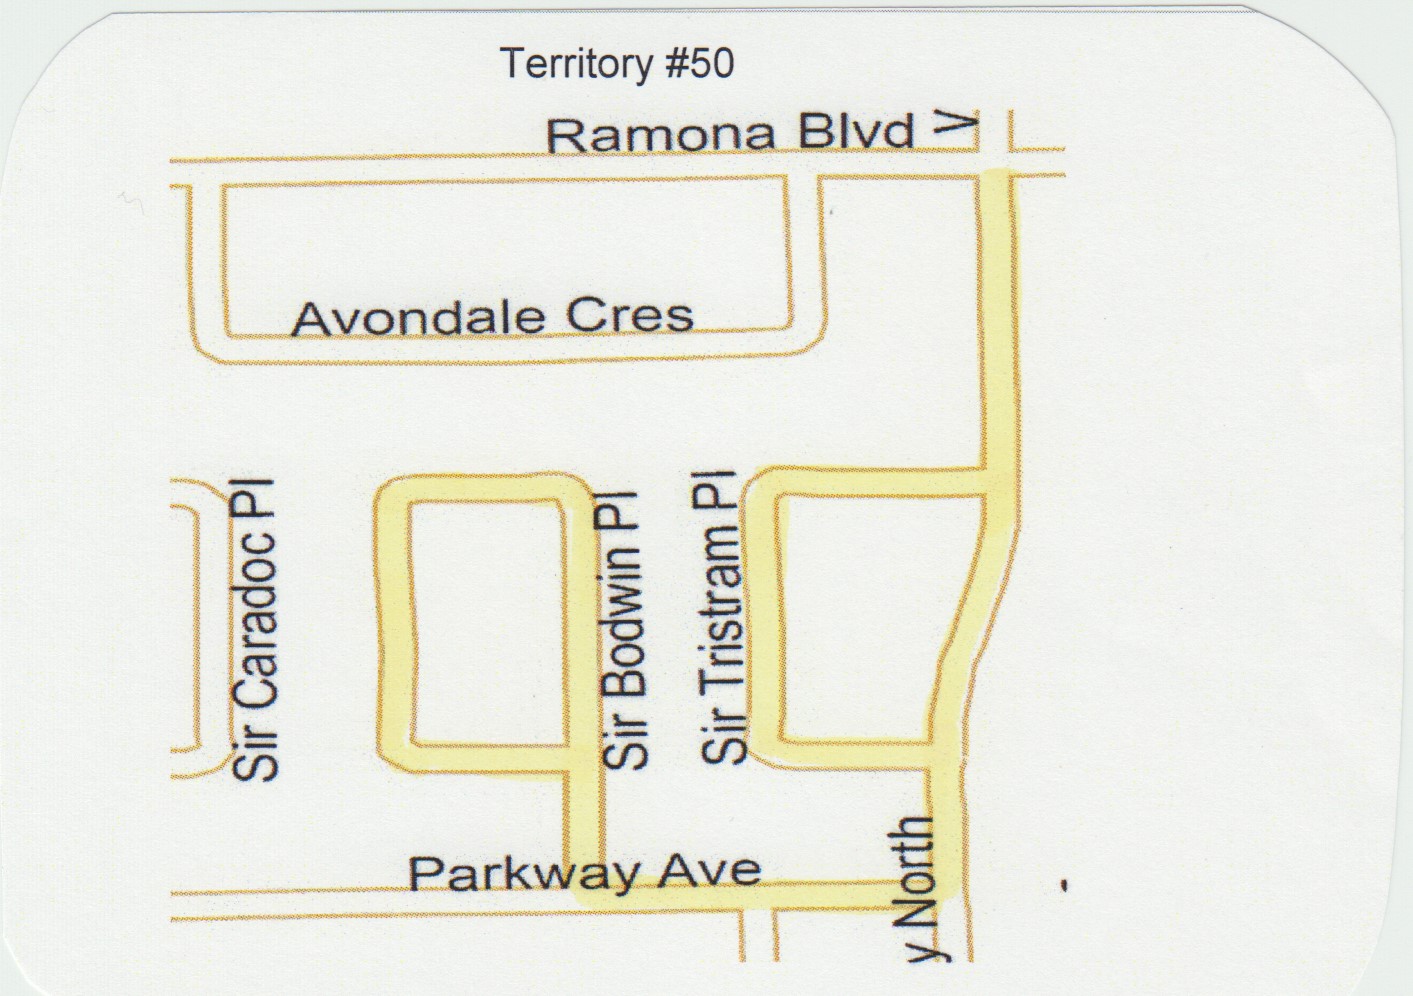 Territory #50
Ramona Blvd >
Avondale Cres
Sir Caradoc Pl
Sir Bodwin Pl
Sir Tristram Pl
Parkway Ave
y North